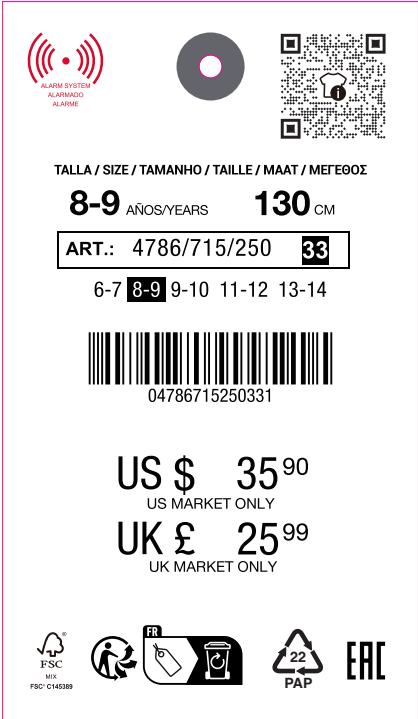 ALARM SYSTEM
ALARMADO
ALARME
i
TALLA / SIZE / TAMANHO / TAILLE / MAAT / ΜΕΓΕΘΟΣ
8-9 AÑOS/YEARS 130 CM
ART.: 4786/715/250 33
6-7 8-9 9-10 11-12 13-14
04786715250331
US $ 35 90
US MARKET ONLY
UK £ 25 99
UK MARKET ONLY
FR
FSC®
MIX
FSC® C145389
22
PAP
EAC